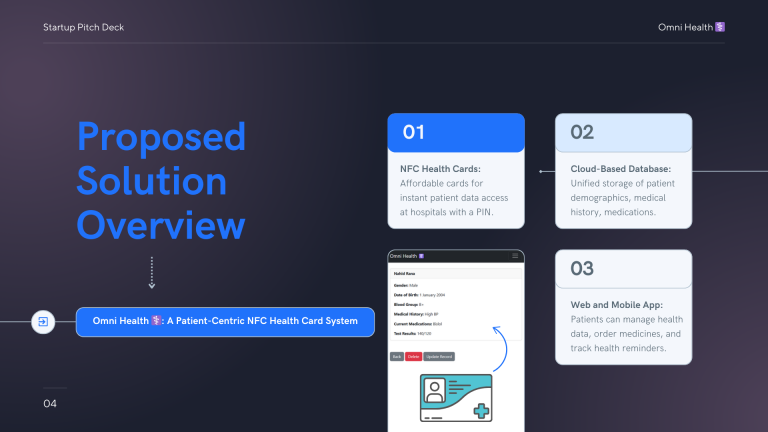 Startup Pitch Deck
Omni Health
Proposed
Solution
Overview
Omni Health : A Patient-Centric NFC Health Card System
04
01
NFC Health Cards:
Affordable cards for
instant patient data access
at hospitals with a PIN.
02
Cloud-Based Database:
Unified storage of patient
demographics, medical
history, medications.
Omni Health
Nahid Rana
Gender: Male
Date of Birth: 1 January 2004
Blood Group: B+
Medical History: High BP
Current Medications:
Test Results:
Back
Delete
Update Record
03
Web and Mobile App:
Patients can manage health
data, order medicines, and
track health reminders.